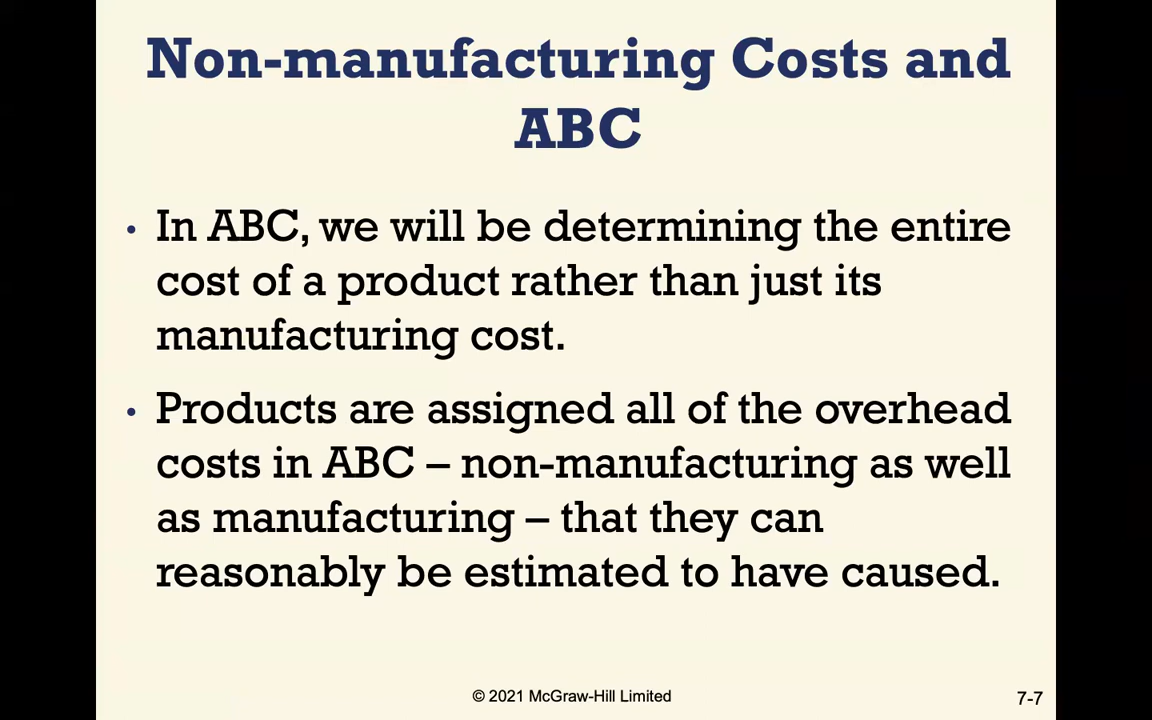 Non-manufacturing Costs and
ABC
• In ABC, we will be determining the entire
cost of a product rather than just its
manufacturing cost.
• Products are assigned all of the overhead
costs in ABC – non-manufacturing as well
as manufacturing – that they can
reasonably be estimated to have caused.
© 2021 McGraw-Hill Limited
7-7